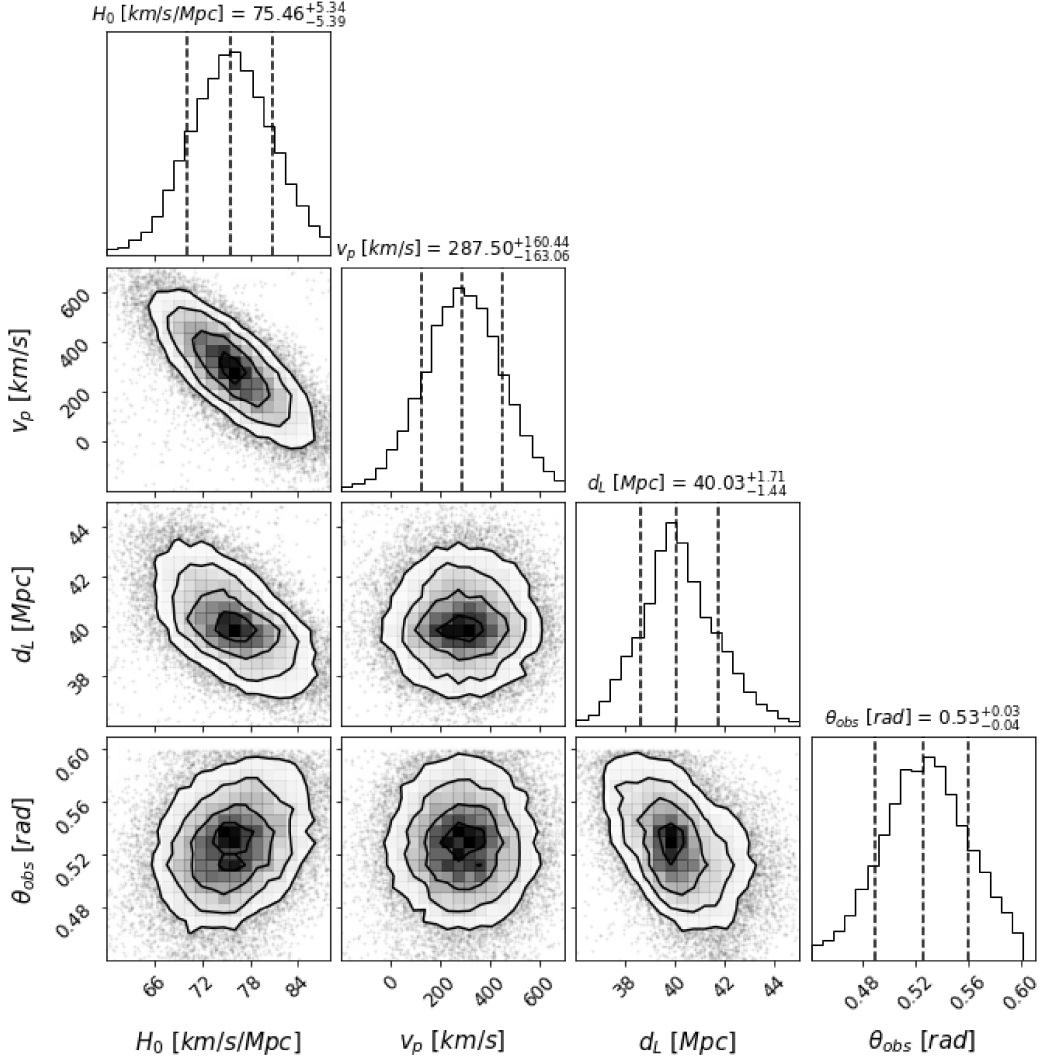 H₀ [km/s/Mpc] = 75.46+5.34−5.39
v_p [km/s] = 287.50+160.44−163.06
600
400
200
0
v_p [km/s]
d_L [Mpc] = 40.03+1.71−1.44
44
42
40
38
d_L [Mpc]
θ_obs [rad] = 0.53+0.03−0.04
0.60
0.56
0.52
0.48
θ_obs [rad]
66 72 78 84 0 200 400 600 38 40 42 44 0.48 0.52 0.56 0.60
H₀ [km/s/Mpc] v_p [km/s] d_L [Mpc] θ_obs [rad]